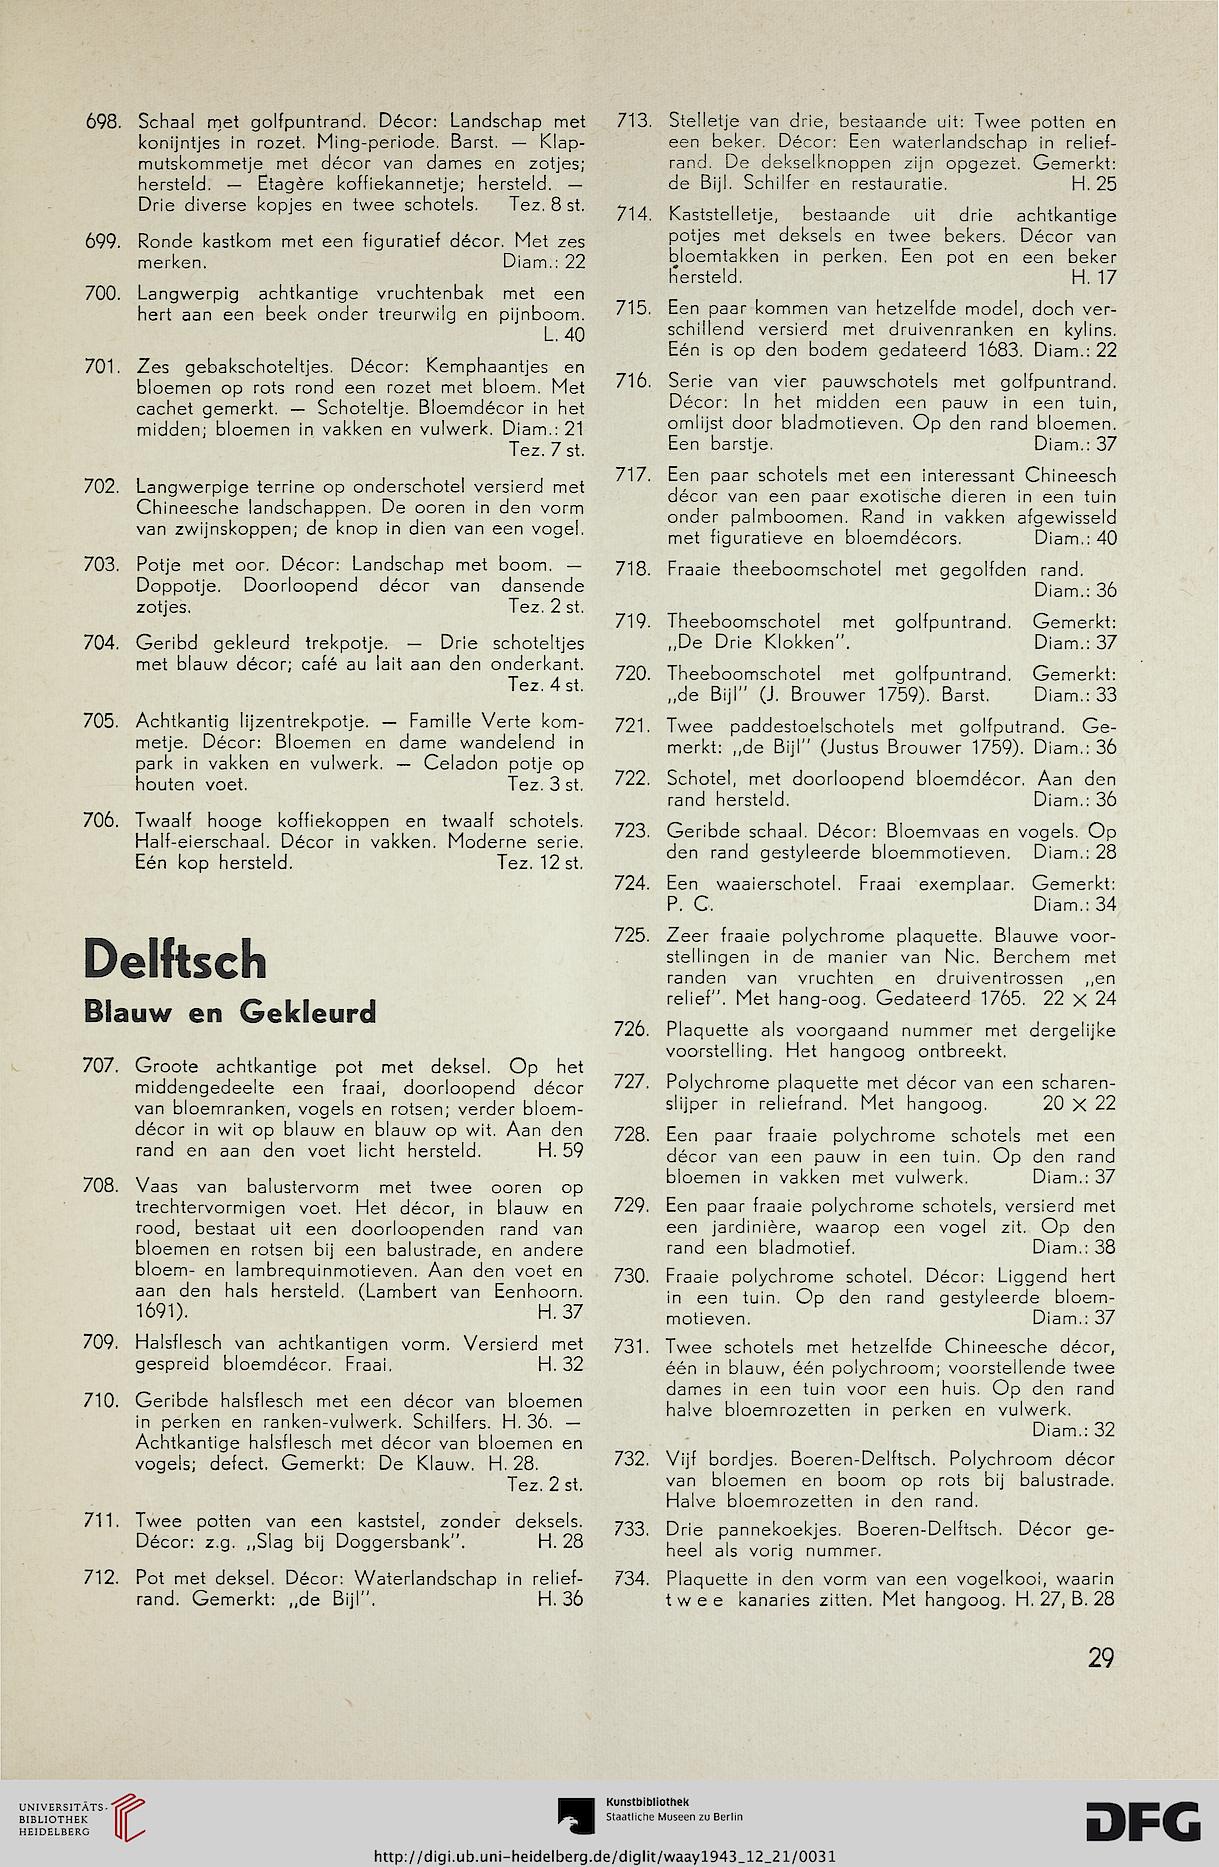 698. Schaal met golfpuntrand. Décor: Landschap met
konijntjes in rozet. Ming-periode. Barst. — Klap-
mutskommetje met décor van dames en zotjes;
hersteld. — Etagère koffiekannetje; hersteld. —
Drie diverse kopjes en twee schotels. Tez. 8 st.
699. Ronde kastkom met een figuratief décor. Met zes
merken. Diam.: 22
700. Langwerpig achtkantige vruchtenbak met een
hert aan een beek onder treurwilg en pijnboom.
L. 40
701. Zes gebakschoteltjes. Décor: Kemphaantjes en
bloemen op rots rond een rozet met bloem. Met
cachet gemerkt. — Schoteltje. Bloemdécor in het
midden; bloemen in vakken en vulwerk. Diam.: 21
Tez. 7 st.
702. Langwerpige terrine op onderschotel versierd met
Chineesche landschappen. De ooren in den vorm
van zwijnskoppen; de knop in dien van een vogel.
703. Potje met oor. Décor: Landschap met boom. —
Doppotje. Doorloopend décor van dansende
zotjes. Tez. 2 st.
704. Geribd gekleurd trekpotje. — Drie schoteltjes
met blauw décor; café au lait aan den onderkant.
Tez. 4 st.
705. Achtkantig lijzentrekpotje. — Famille Verte kom-
metje. Décor: Bloemen en dame wandelend in
park in vakken en vulwerk. — Celadon potje op
houten voet. Tez. 3 st.
706. Twaalf hooge koffiekoppen en twaalf schotels.
Half-eierschaal. Décor in vakken. Moderne serie.
Eén kop hersteld. Tez. 12 st.
Delftsch
Blauw en Gekleurd
707. Groote achtkantige pot met deksel. Op het
middengedeelte een fraai, doorloopend décor
van bloemranken, vogels en rotsen; verder bloem-
décor in wit op blauw en blauw op wit. Aan den
rand en aan den voet licht hersteld. H. 59
708. Vaas van balustervorm met twee ooren op
trechtervormigen voet. Het décor, in blauw en
rood, bestaat uit een doorloopenden rand van
bloemen en rotsen bij een balustrade, en andere
bloem- en lambrequinmotieven. Aan den voet en
aan den hals hersteld. (Lambert van Eenhoorn.
1691). H. 37
709. Halsflesch van achtkantigen vorm. Versierd met
gespreid bloemdécor. Fraai. H. 32
710. Geribde halsflesch met een décor van bloemen
in perken en ranken-vulwerk. Schilfers. H. 36. —
Achtkantige halsflesch met décor van bloemen en
vogels; defect. Gemerkt: De Klauw. H. 28.
Tez. 2 st.
711. Twee potten van een kaststel, zonder deksels.
Décor: z.g. „Slag bij Doggersbank". H. 28
712. Pot met deksel. Décor: Waterlandschap in relief-
rand. Gemerkt: „de Bijl". H. 36
713. Stelletje van drie, bestaande uit: Twee potten en
een beker. Décor: Een waterlandschap in relief-
rand. De dekselknoppen zijn opgezet. Gemerkt:
de Bijl. Schilfer en restauratie. H. 25
714. Kaststelletje, bestaande uit drie achtkantige
potjes met deksels en twee bekers. Décor van
bloemtakken in perken. Een pot en een beker
hersteld. H. 17
715. Een paar kommen van hetzelfde model, doch ver-
schillend versierd met druivenranken en kylins.
Eén is op den bodem gedateerd 1683. Diam.: 22
716. Serie van vier pauwschotels met golfpuntrand.
Décor: In het midden een pauw in een tuin,
omlijst door bladmotieven. Op den rand bloemen.
Een barstje. Diam.: 37
717. Een paar schotels met een interessant Chineesch
décor van een paar exotische dieren in een tuin
onder palmboomen. Rand in vakken afgewisseld
met figuratieve en bloemdécors. Diam.: 40
718. Fraaie theeboomschotel met gegolfden rand.
Diam.: 36
719. Theeboomschotel met golfpuntrand. Gemerkt:
„De Drie Klokken". Diam.: 37
720. Theeboomschotel met golfpuntrand. Gemerkt:
„de Bijl" (J. Brouwer 1759). Barst. Diam.: 33
721. Twee paddestoelschotels met golfputrand. Ge-
merkt: „de Bijl" (Justus Brouwer 1759). Diam.: 36
722. Schotel, met doorloopend bloemdécor. Aan den
rand hersteld. Diam.: 36
723. Geribde schaal. Décor: Bloemvaas en vogels. Op
den rand gestyleerde bloemmotieven. Diam.: 28
724. Een waaierschotel. Fraai exemplaar. Gemerkt:
P. C. Diam.: 34
725. Zeer fraaie polychrome plaquette. Blauwe voor-
stellingen in de manier van Nic. Berchem met
randen van vruchten en druiventrossen „en
relief". Met hang-oog. Gedateerd 1765. 22 × 24
726. Plaquette als voorgaand nummer met dergelijke
voorstelling. Het hangoog ontbreekt.
727. Polychrome plaquette met décor van een scharen-
slijper in reliefrand. Met hangoog. 20 × 22
728. Een paar fraaie polychrome schotels met een
décor van een pauw in een tuin. Op den rand
bloemen in vakken met vulwerk. Diam.: 37
729. Een paar fraaie polychrome schotels, versierd met
een jardinière, waarop een vogel zit. Op den
rand een bladmotief. Diam.: 38
730. Fraaie polychrome schotel. Décor: Liggend hert
in een tuin. Op den rand gestyleerde bloem-
motieven. Diam.: 37
731. Twee schotels met hetzelfde Chineesche décor,
één in blauw, één polychroom; voorstellende twee
dames in een tuin voor een huis. Op den rand
halve bloemrozetten in perken en vulwerk.
Diam.: 32
732. Vijf bordjes. Boeren-Delftsch. Polychroom décor
van bloemen en boom op rots bij balustrade.
Halve bloemrozetten in den rand.
733. Drie pannekoekjes. Boeren-Delftsch. Décor ge-
heel als vorig nummer.
734. Plaquette in den vorm van een vogelkooi, waarin
twee kanaries zitten. Met hangoog. H. 27, B. 28
29
UNIVERSITÄTS-
BIBLIOTHEK
HEIDELBERG
Kunstbibliothek
Staatliche Museen zu Berlin
DFG
http://digi.ub.uni-heidelberg.de/diglit/waay1943_12_21/0031